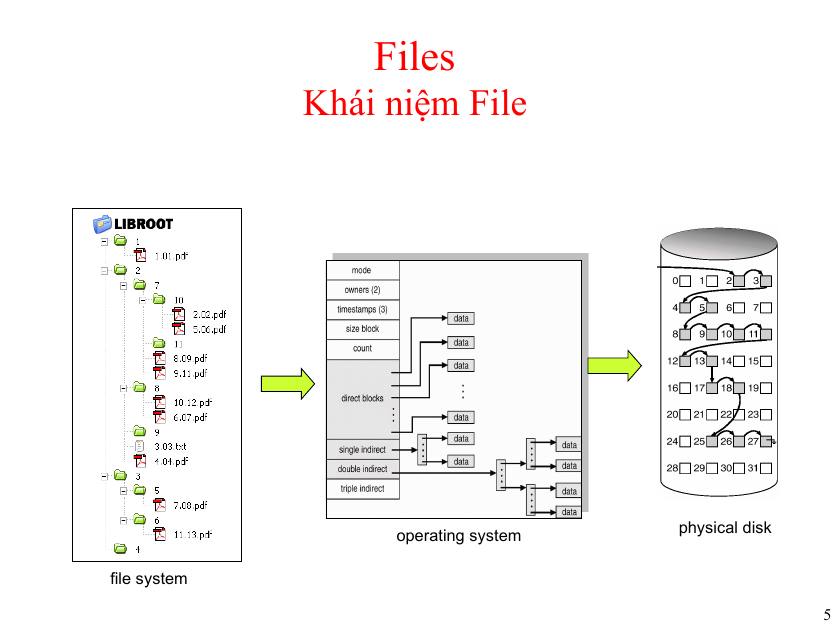 Files
Khái niệm File
LIBROOT
1
1.01.pdf
2
7
10
2.02.pdf
5.06.pdf
11
8.09.pdf
9.11.pdf
8
10.12.pdf
6.07.pdf
9
3.03.txt
4.04.pdf
3
5
7.08.pdf
6
11.13.pdf
4
file system
mode
owners (2)
timestamps (3)
size block
count
direct blocks
single indirect
double indirect
triple indirect
data
data
data
data
data
data
data
data
data
data
operating system
0 1 2 3
4 5 6 7
8 9 10 11
12 13 14 15
16 17 18 19
20 21 22 23
24 25 26 27
28 29 30 31
physical disk
5